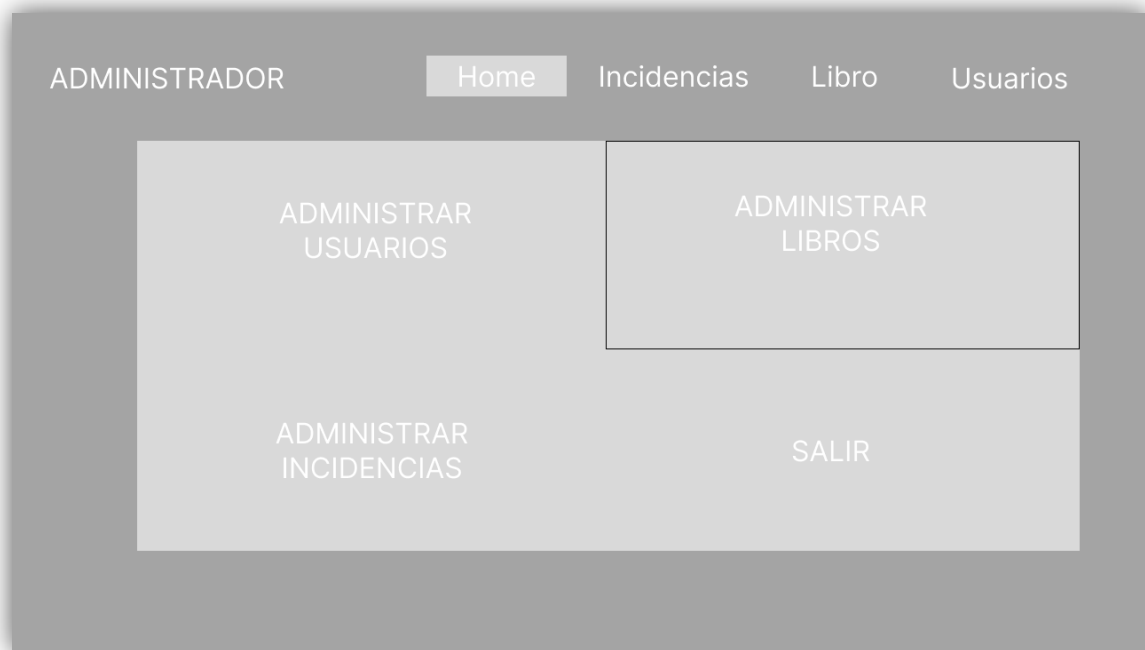 ADMINISTRADOR
Home
Incidencias
Libro
Usuarios
ADMINISTRAR
USUARIOS
ADMINISTRAR
LIBROS
ADMINISTRAR
INCIDENCIAS
SALIR